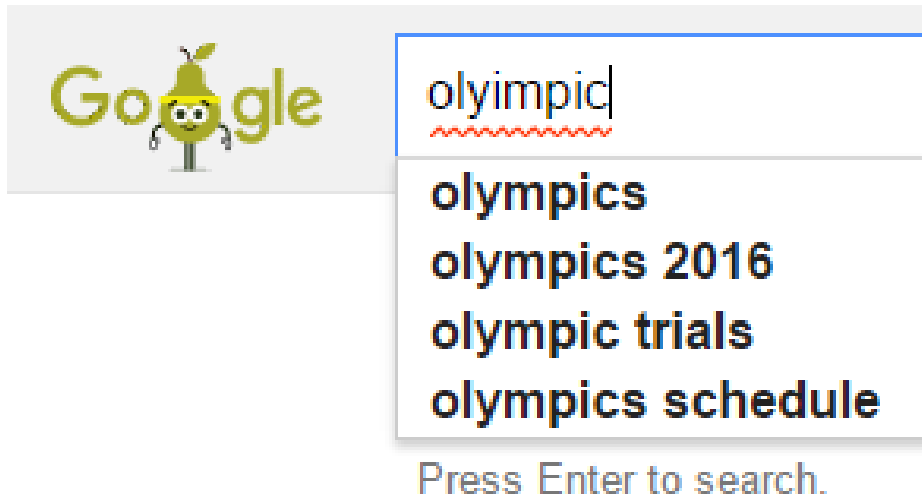 Google
olyimpic
olympics
olympics 2016
olympic trials
olympics schedule
Press Enter to search.